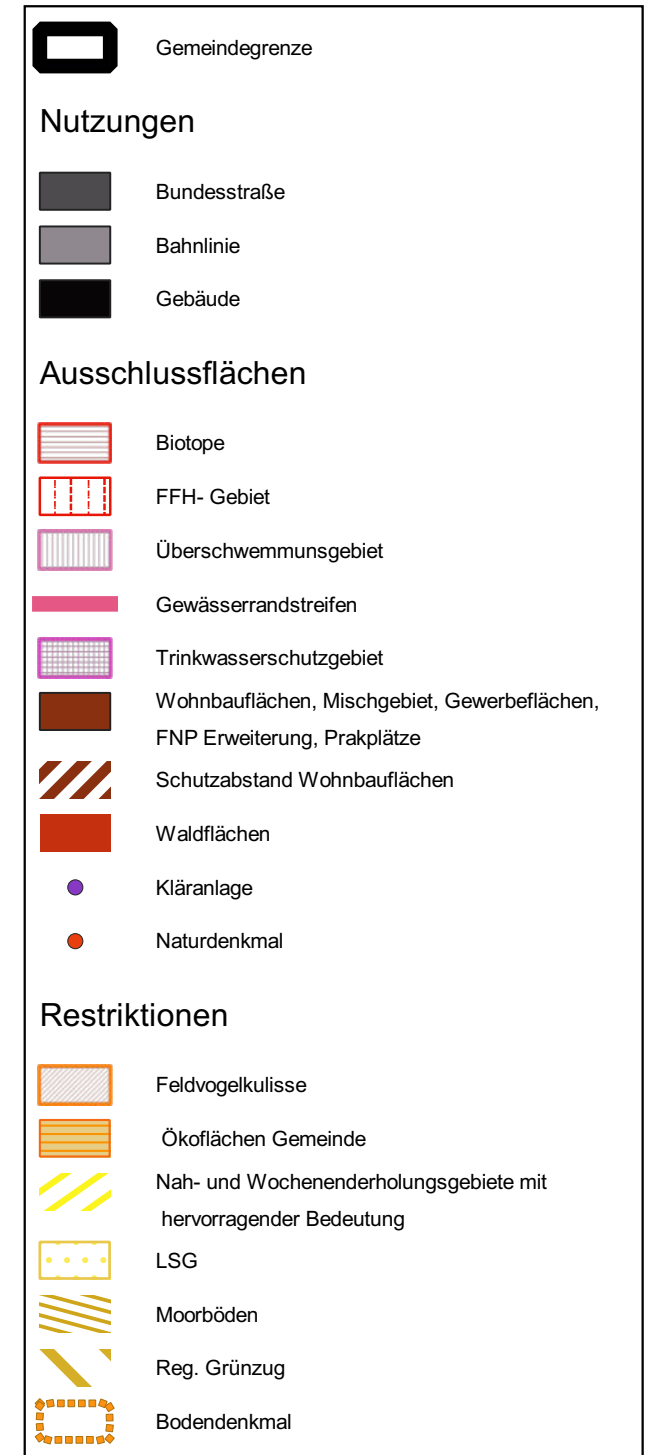 Gemeindegrenze
Nutzungen
Bundesstraße
Bahnlinie
Gebäude
Ausschlussflächen
Biotope
FFH- Gebiet
Überschwemmunsgebiet
Gewässerrandstreifen
Trinkwasserschutzgebiet
Wohnbauflächen, Mischgebiet, Gewerbeflächen,
FNP Erweiterung, Prakplätze
Schutzabstand Wohnbauflächen
Waldflächen
Kläranlage
Naturdenkmal
Restriktionen
Feldvogelkulisse
Ökoflächen Gemeinde
Nah- und Wochenenderholungsgebiete mit
hervorragender Bedeutung
LSG
Moorböden
Reg. Grünzug
Bodendenkmal